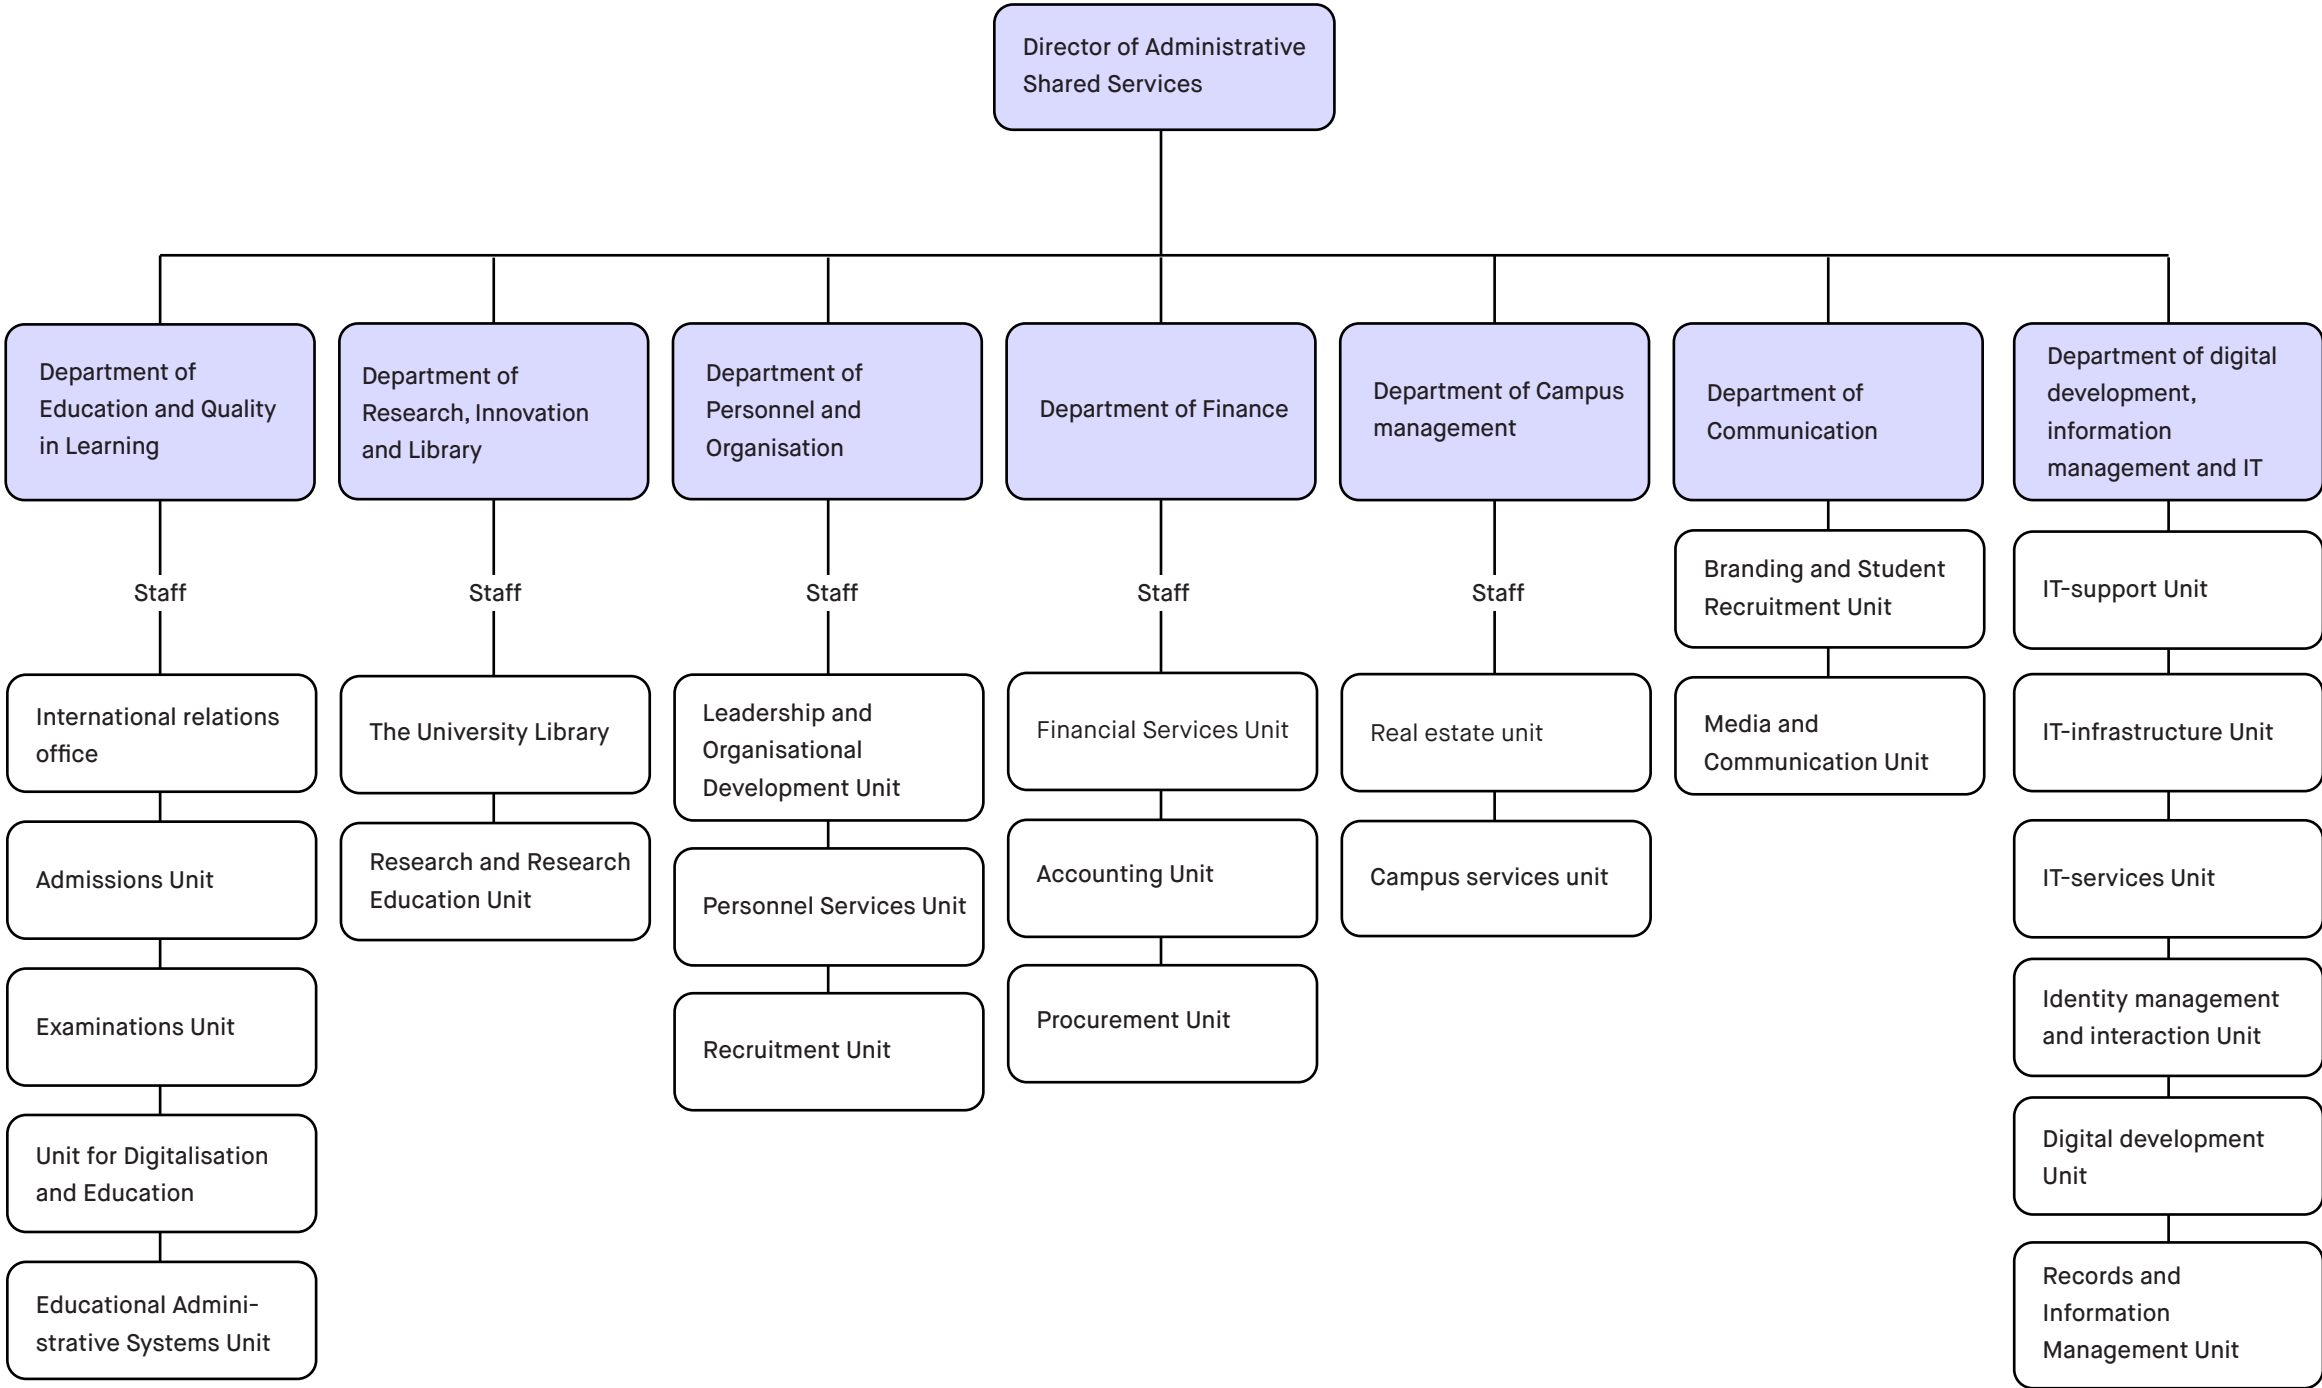 Director of Administrative
Shared Services
Department of
Education and Quality
in Learning
Department of
Research, Innovation
and Library
Department of
Personnel and
Organisation
Department of Finance
Department of Campus
management
Department of
Communication
Department of digital
development,
information
management and IT
Staff
International relations
office
Admissions Unit
Examinations Unit
Unit for Digitalisation
and Education
Educational Admini-
strative Systems Unit
Staff
The University Library
Research and Research
Education Unit
Staff
Leadership and
Organisational
Development Unit
Personnel Services Unit
Recruitment Unit
Staff
Financial Services Unit
Accounting Unit
Procurement Unit
Staff
Real estate unit
Campus services unit
Branding and Student
Recruitment Unit
Media and
Communication Unit
IT-support Unit
IT-infrastructure Unit
IT-services Unit
Identity management
and interaction Unit
Digital development
Unit
Records and
Information
Management Unit